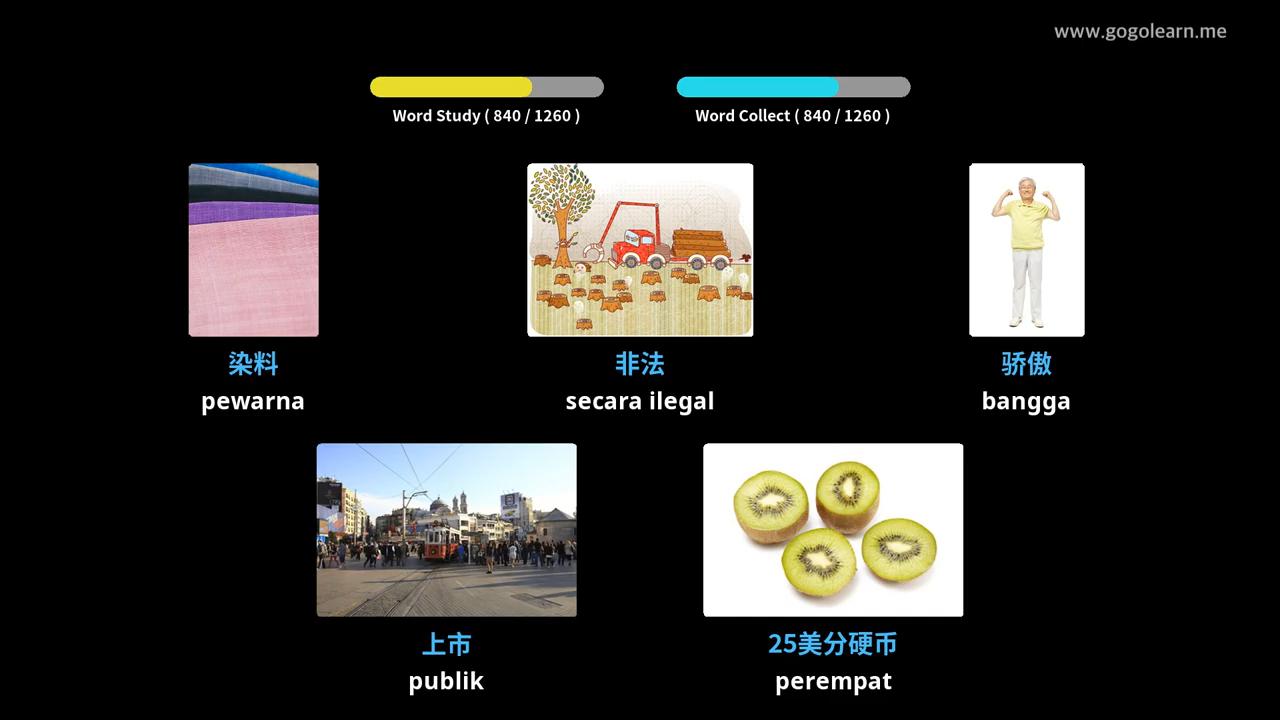 www.gogolearn.me
Word Study ( 840 / 1260 )
Word Collect ( 840 / 1260 )
染料
pewarna
非法
secara ilegal
骄傲
bangga
上市
publik
25美分硬币
perempat